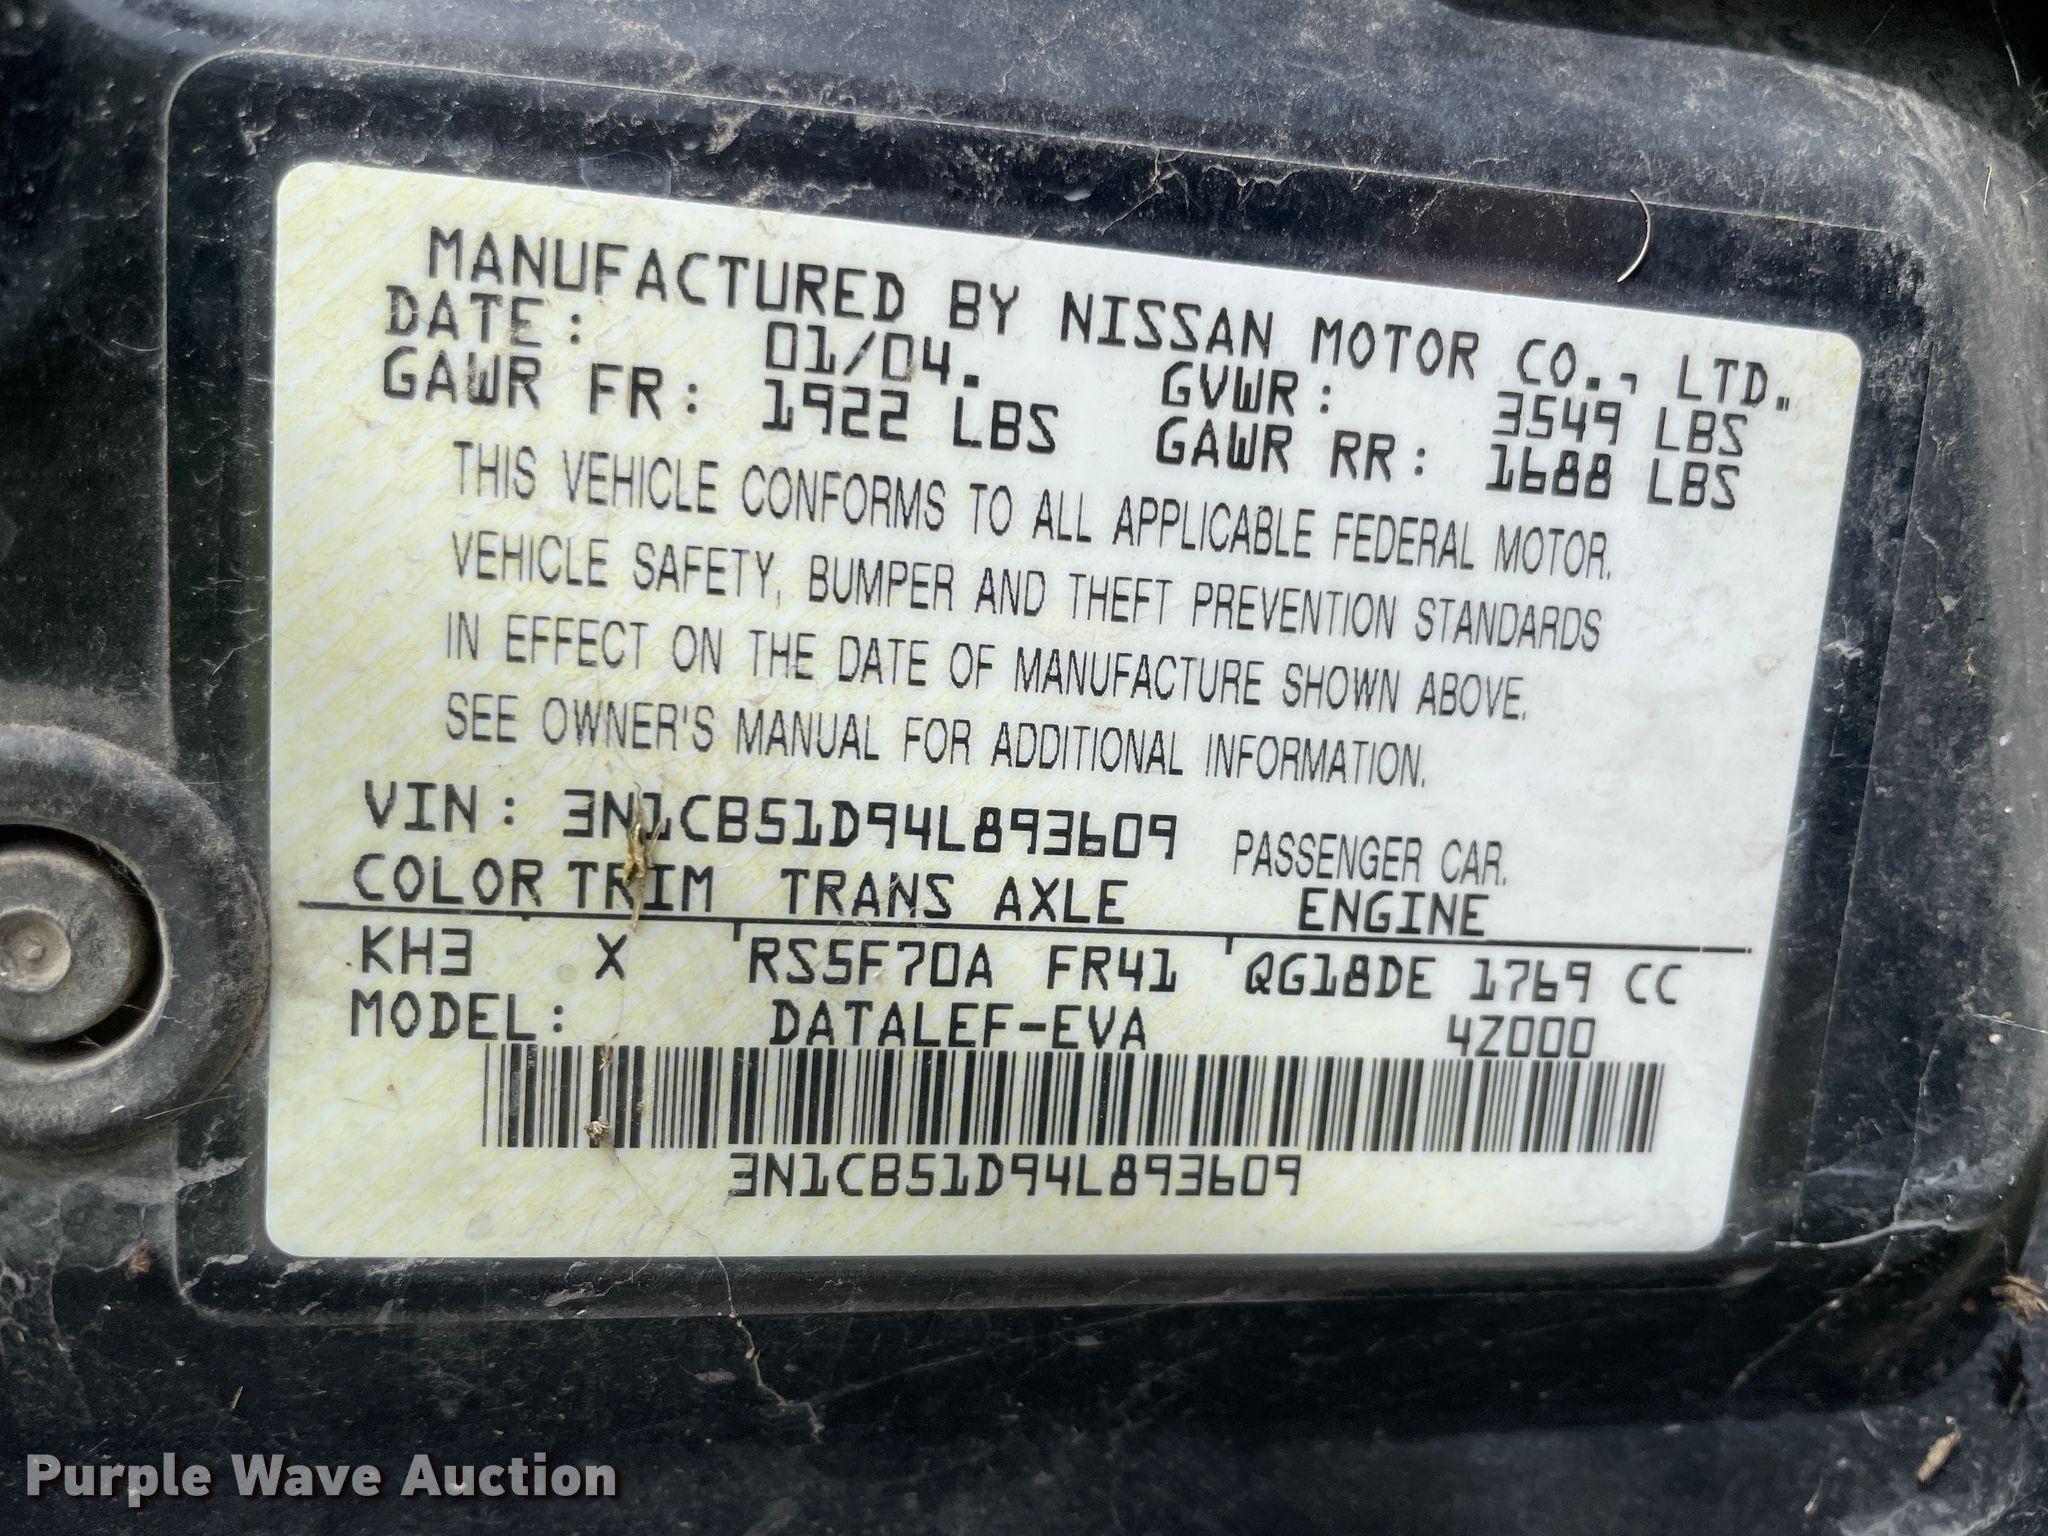 MANUFACTURED BY NISSAN MOTOR CO., LTD.
DATE: 01/04. GVWR: 3549 LBS
GAWR FR: 1922 LBS GAWR RR: 1688 LBS
THIS VEHICLE CONFORMS TO ALL APPLICABLE FEDERAL MOTOR.
VEHICLE SAFETY, BUMPER AND THEFT PREVENTION STANDARDS
IN EFFECT ON THE DATE OF MANUFACTURE SHOWN ABOVE.
SEE OWNER'S MANUAL FOR ADDITIONAL INFORMATION.
VIN: 3N1CB51D94L893609 PASSENGER CAR.
COLOR TRIM TRANS AXLE ENGINE
KH3 X RS5F70A FR41 QG18DE 1769 CC
MODEL: DATALEF-EVA 4Z000
3N1CB51D94L893609
Purple Wave Auction